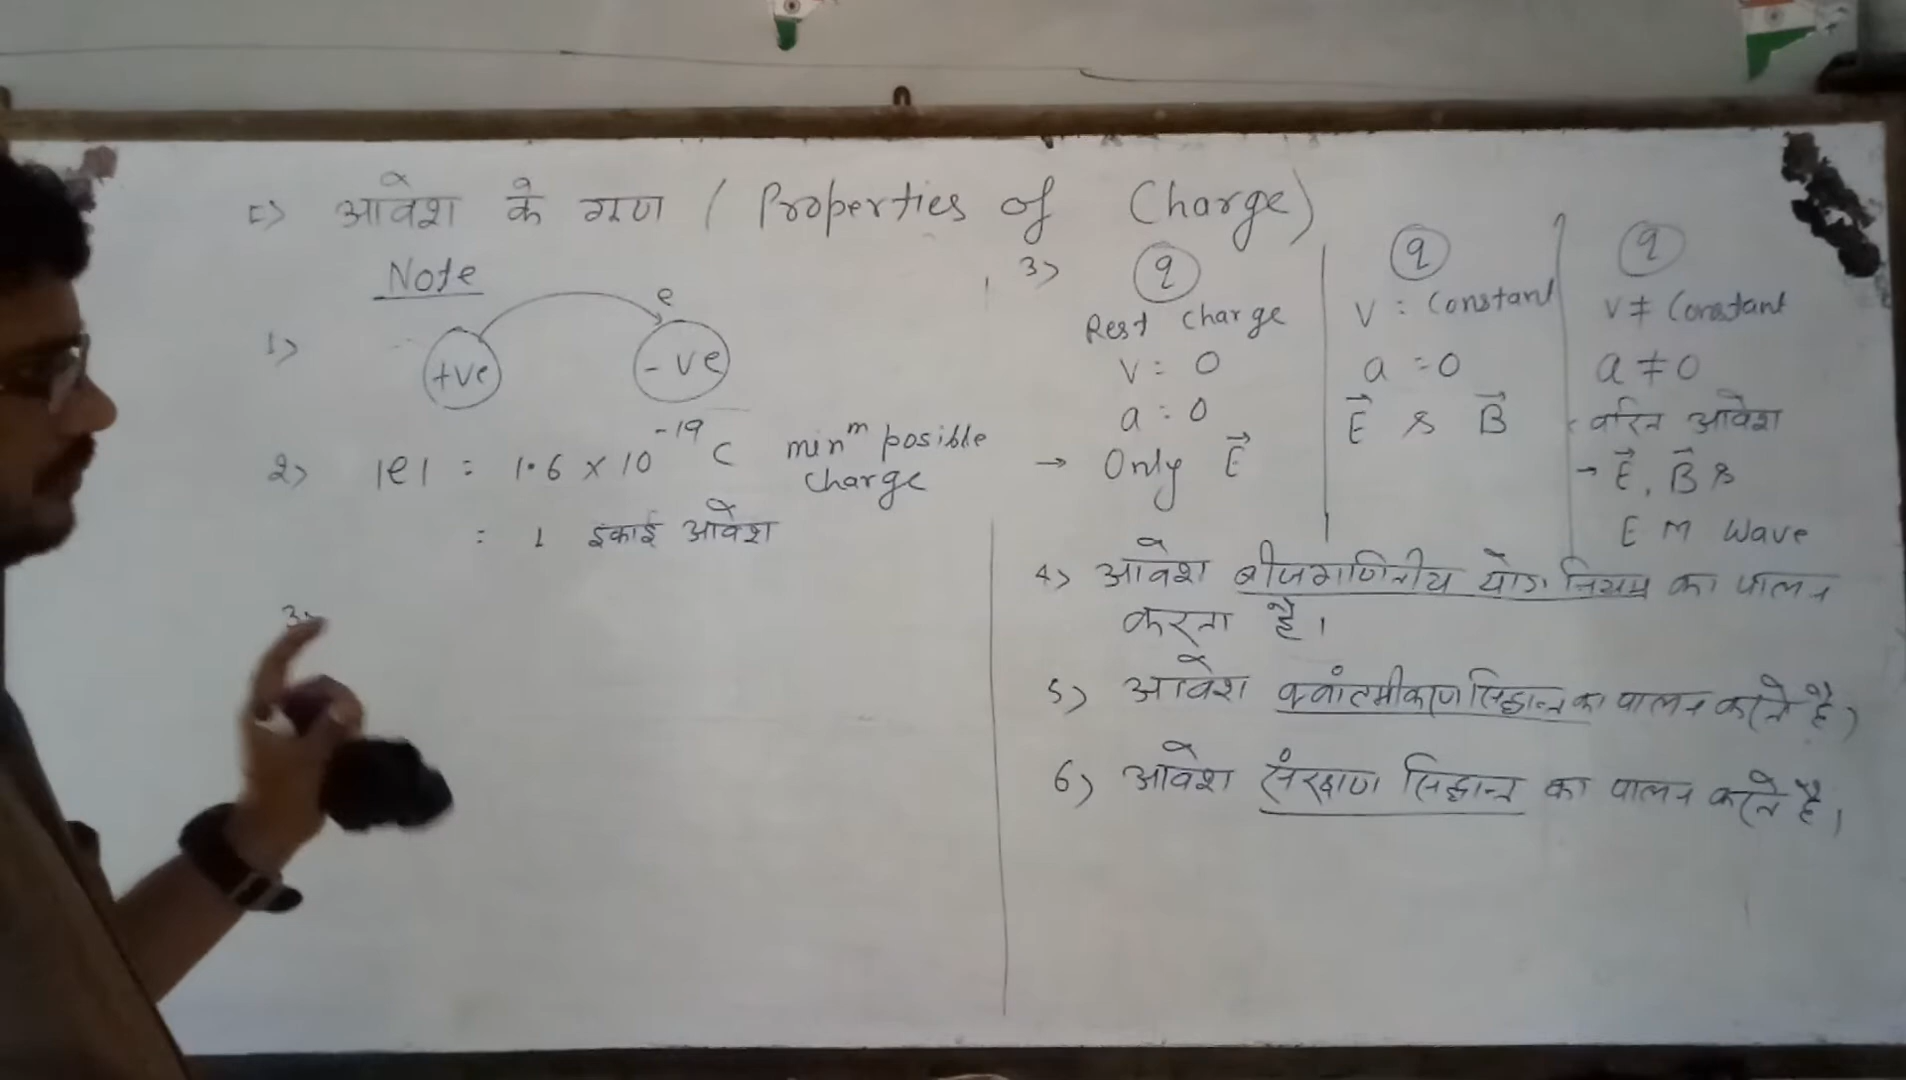 ⇨ आवेश के गुण ( Properties of Charge)
Note
1> +ve e - ve
2> |e| = 1.6 x 10⁻¹⁹ C minᵐ posible charge
= 1 इकाई आवेश
3>
3> q
Rest charge
v = 0
a = 0
→ Only E⃗
q
v = Constant
a = 0
E⃗ & B⃗
q
v ≠ Constant
a ≠ 0
त्वरित आवेश
→ E⃗, B⃗ &
E M Wave
4> आवेश बीजगणितीय योग नियम का पालन
करता है।
5) आवेश क्वांटमीकरण सिद्धान्त का पालन करते है।
6) आवेश संरक्षण सिद्धान्त का पालन करते है।